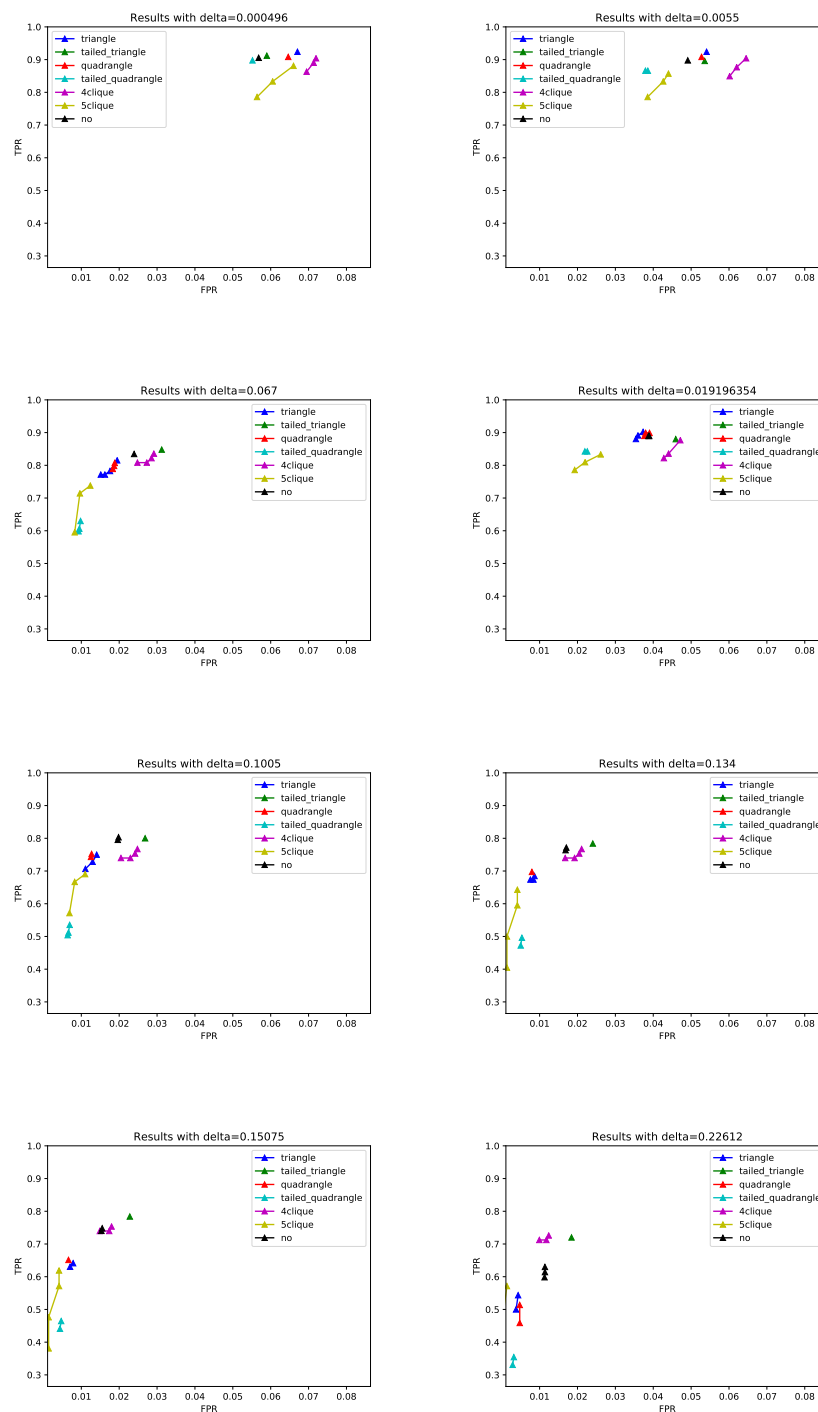 Results with delta=0.000496
1.0
0.9
0.8
0.7
0.6
0.5
0.4
0.3
TPR
triangle
tailed_triangle
quadrangle
tailed_quadrangle
4clique
5clique
no
0.01 0.02 0.03 0.04 0.05 0.06 0.07 0.08
FPR
Results with delta=0.0055
1.0
0.9
0.8
0.7
0.6
0.5
0.4
0.3
TPR
triangle
tailed_triangle
quadrangle
tailed_quadrangle
4clique
5clique
no
0.01 0.02 0.03 0.04 0.05 0.06 0.07 0.08
FPR
Results with delta=0.067
1.0
0.9
0.8
0.7
0.6
0.5
0.4
0.3
TPR
triangle
tailed_triangle
quadrangle
tailed_quadrangle
4clique
5clique
no
0.01 0.02 0.03 0.04 0.05 0.06 0.07 0.08
FPR
Results with delta=0.019196354
1.0
0.9
0.8
0.7
0.6
0.5
0.4
0.3
TPR
triangle
tailed_triangle
quadrangle
tailed_quadrangle
4clique
5clique
no
0.01 0.02 0.03 0.04 0.05 0.06 0.07 0.08
FPR
Results with delta=0.1005
1.0
0.9
0.8
0.7
0.6
0.5
0.4
0.3
TPR
triangle
tailed_triangle
quadrangle
tailed_quadrangle
4clique
5clique
no
0.01 0.02 0.03 0.04 0.05 0.06 0.07 0.08
FPR
Results with delta=0.134
1.0
0.9
0.8
0.7
0.6
0.5
0.4
0.3
TPR
triangle
tailed_triangle
quadrangle
tailed_quadrangle
4clique
5clique
no
0.01 0.02 0.03 0.04 0.05 0.06 0.07 0.08
FPR
Results with delta=0.15075
1.0
0.9
0.8
0.7
0.6
0.5
0.4
0.3
TPR
triangle
tailed_triangle
quadrangle
tailed_quadrangle
4clique
5clique
no
0.01 0.02 0.03 0.04 0.05 0.06 0.07 0.08
FPR
Results with delta=0.22612
1.0
0.9
0.8
0.7
0.6
0.5
0.4
0.3
TPR
triangle
tailed_triangle
quadrangle
tailed_quadrangle
4clique
5clique
no
0.01 0.02 0.03 0.04 0.05 0.06 0.07 0.08
FPR